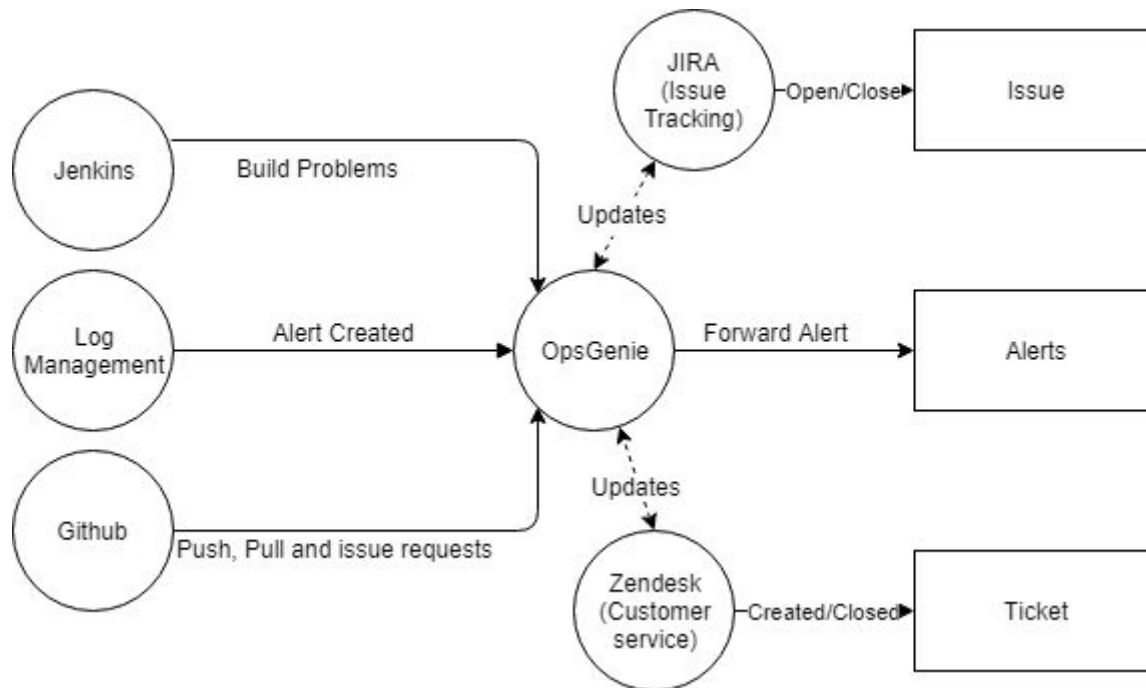 JIRA
(Issue
Tracking)
Open/Close
Issue
Jenkins
Build Problems
Updates
Log
Management
Alert Created
OpsGenie
Forward Alert
Alerts
Updates
Github
Push, Pull and issue requests
Zendesk
(Customer
service)
Created/Closed
Ticket